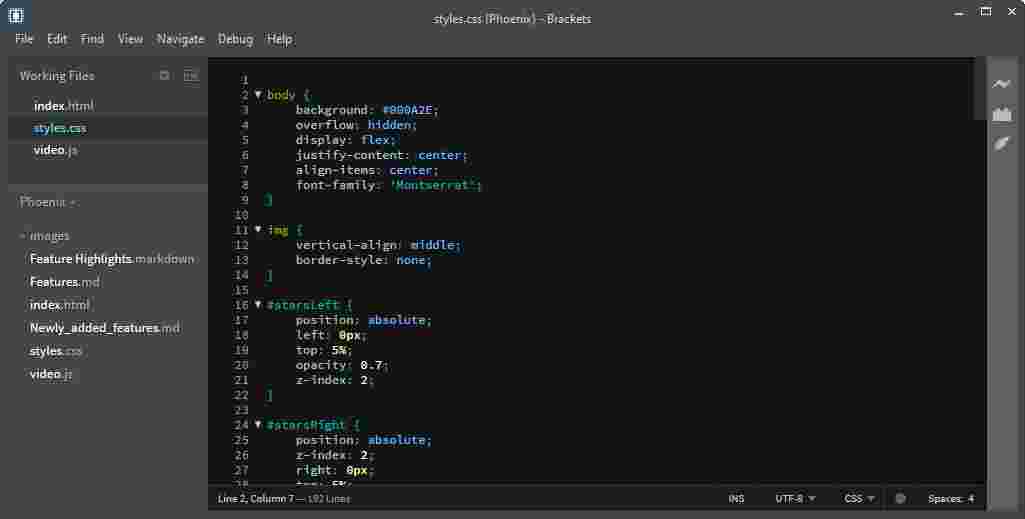 styles.css (Phoenix) - Brackets
File Edit Find View Navigate Debug Help
Working Files
index.html
styles.css
video.js
Phoenix
images
Feature Highlights.markdown
Features.md
index.html
Newly_added_features.md
styles.css
video.js
1
2 body {
3 background: #000A2E;
4 overflow: hidden;
5 display: flex;
6 justify-content: center;
7 align-items: center;
8 font-family: 'Montserrat';
9 }
10
11 img {
12 vertical-align: middle;
13 border-style: none;
14 }
15
16 #starsLeft {
17 position: absolute;
18 left: 0px;
19 top: 5%;
20 opacity: 0.7;
21 z-index: 2;
22 }
23
24 #starsRight {
25 position: absolute;
26 z-index: 2;
27 right: 0px;
28 top: 5%;
Line 2, Column 7 — 192 Lines INS UTF-8 CSS Spaces: 4